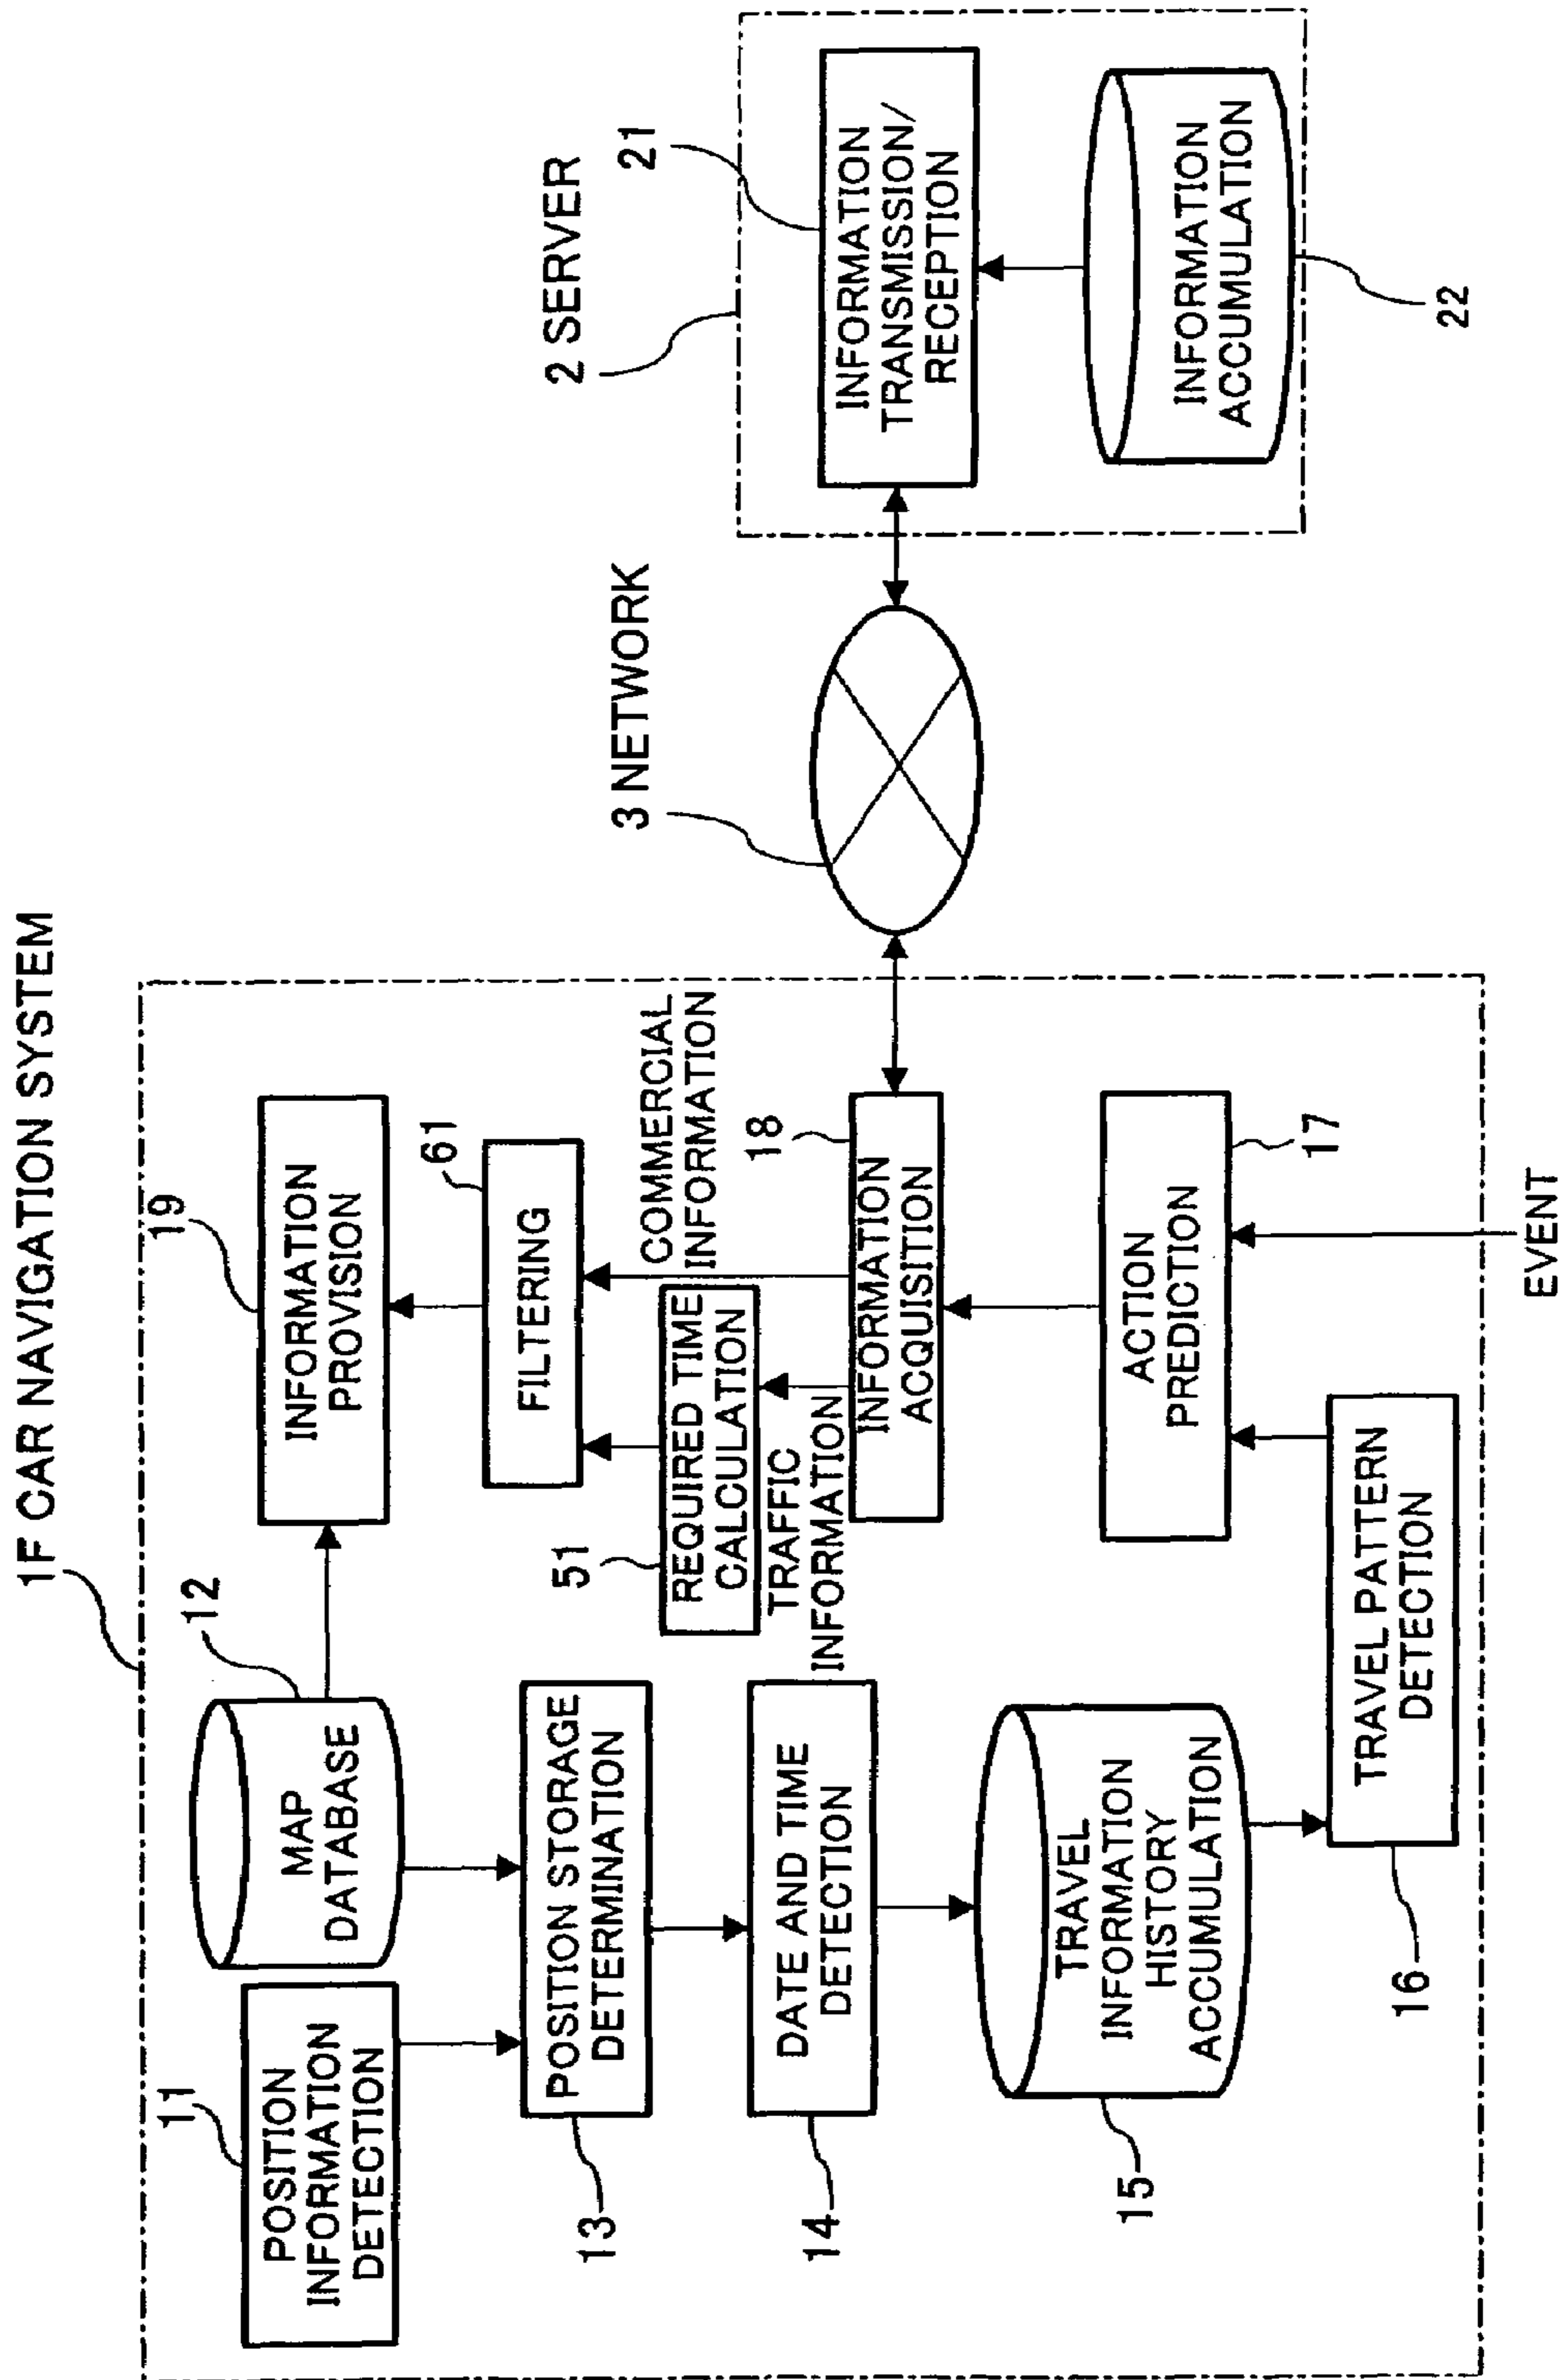 1F CAR NAVIGATION SYSTEM
11
POSITION
INFORMATION
DETECTION
12
MAP
DATABASE
19
INFORMATION
PROVISION
13
POSITION STORAGE
DETERMINATION
61
FILTERING
51
REQUIRED TIME
CALCULATION
COMMERCIAL
INFORMATION
TRAFFIC
INFORMATION
14
DATE AND TIME
DETECTION
18
INFORMATION
ACQUISITION
15
TRAVEL
INFORMATION
HISTORY
ACCUMULATION
17
ACTION
PREDICTION
16
TRAVEL PATTERN
DETECTION
EVENT
3 NETWORK
2 SERVER
21
INFORMATION
TRANSMISSION/
RECEPTION
INFORMATION
ACCUMULATION
22